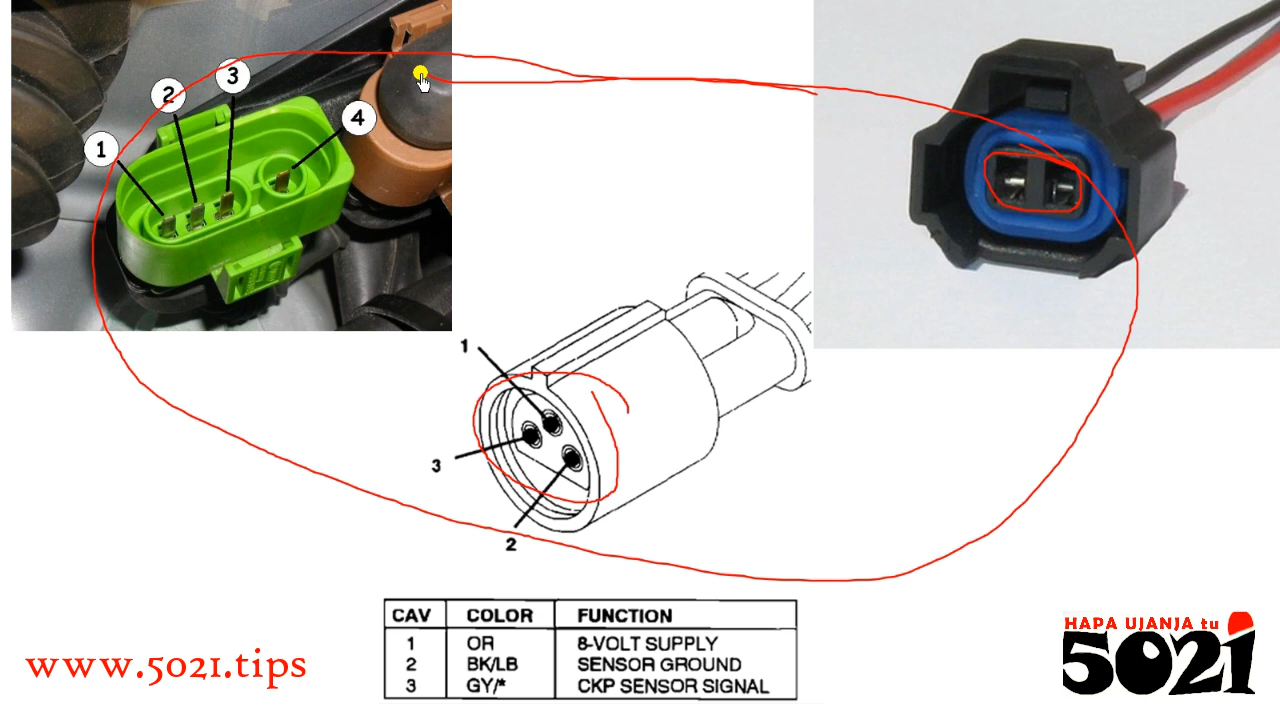 1
2
3
4
1
3
2
CAV COLOR FUNCTION
1 OR 8-VOLT SUPPLY
2 BK/LB SENSOR GROUND
3 GY/* CKP SENSOR SIGNAL
www.5021.tips
HAPA UJANJA tu
5021